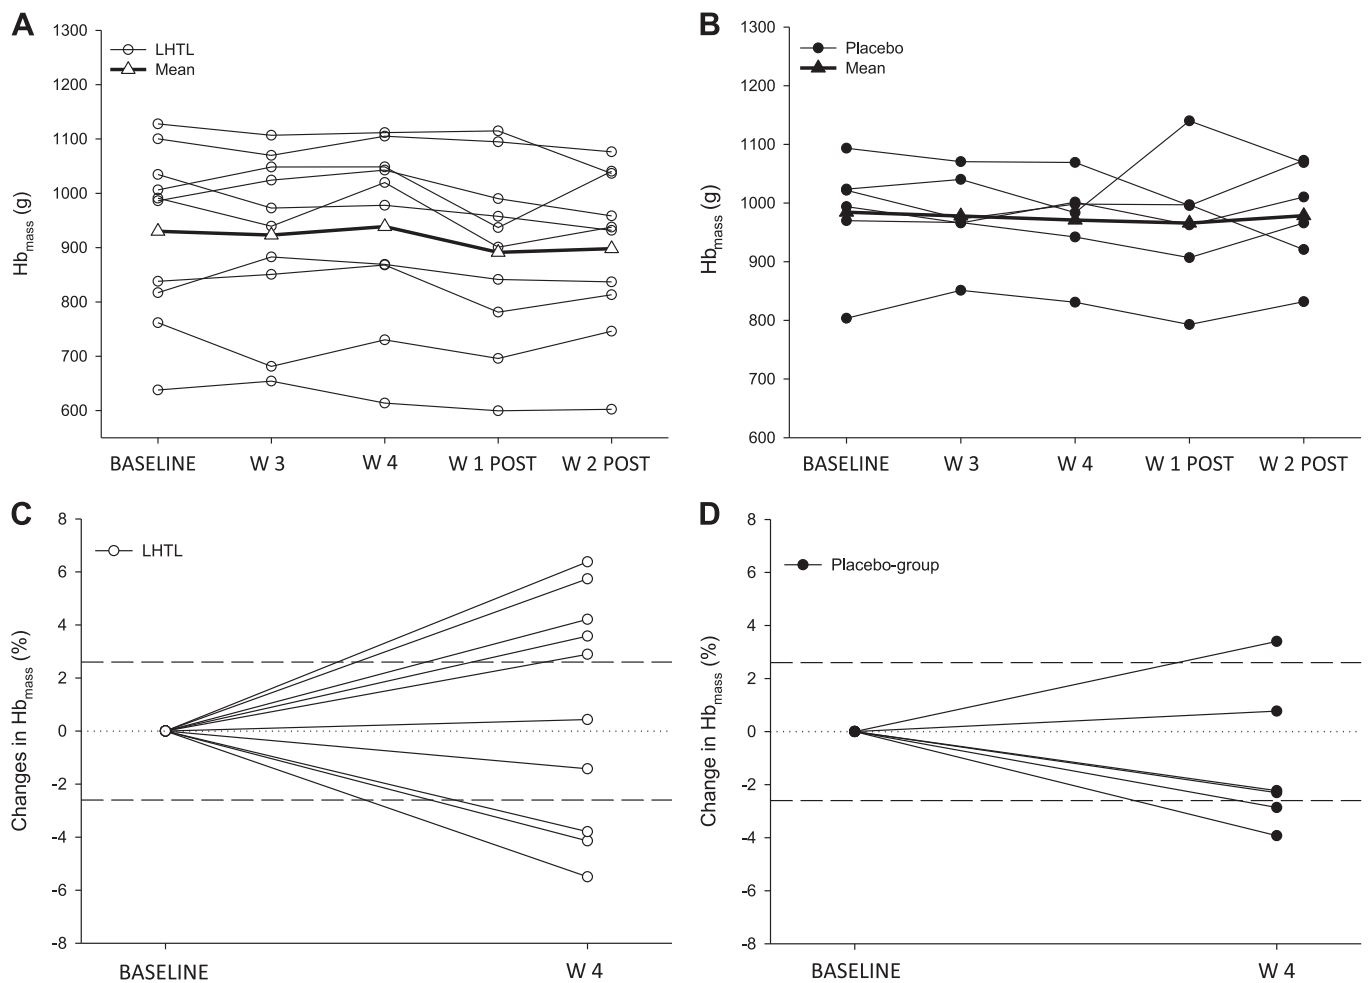 A
1300
1200
1100
1000
900
800
700
600
Hbmass (g)
LHTL
Mean
BASELINE W 3 W 4 W 1 POST W 2 POST
B
1300
1200
1100
1000
900
800
700
600
Hbmass (g)
Placebo
Mean
BASELINE W 3 W 4 W 1 POST W 2 POST
C
8
6
4
2
0
-2
-4
-6
-8
Changes in Hbmass (%)
LHTL
BASELINE W 4
D
8
6
4
2
0
-2
-4
-6
-8
Change in Hbmass (%)
Placebo-group
BASELINE W 4